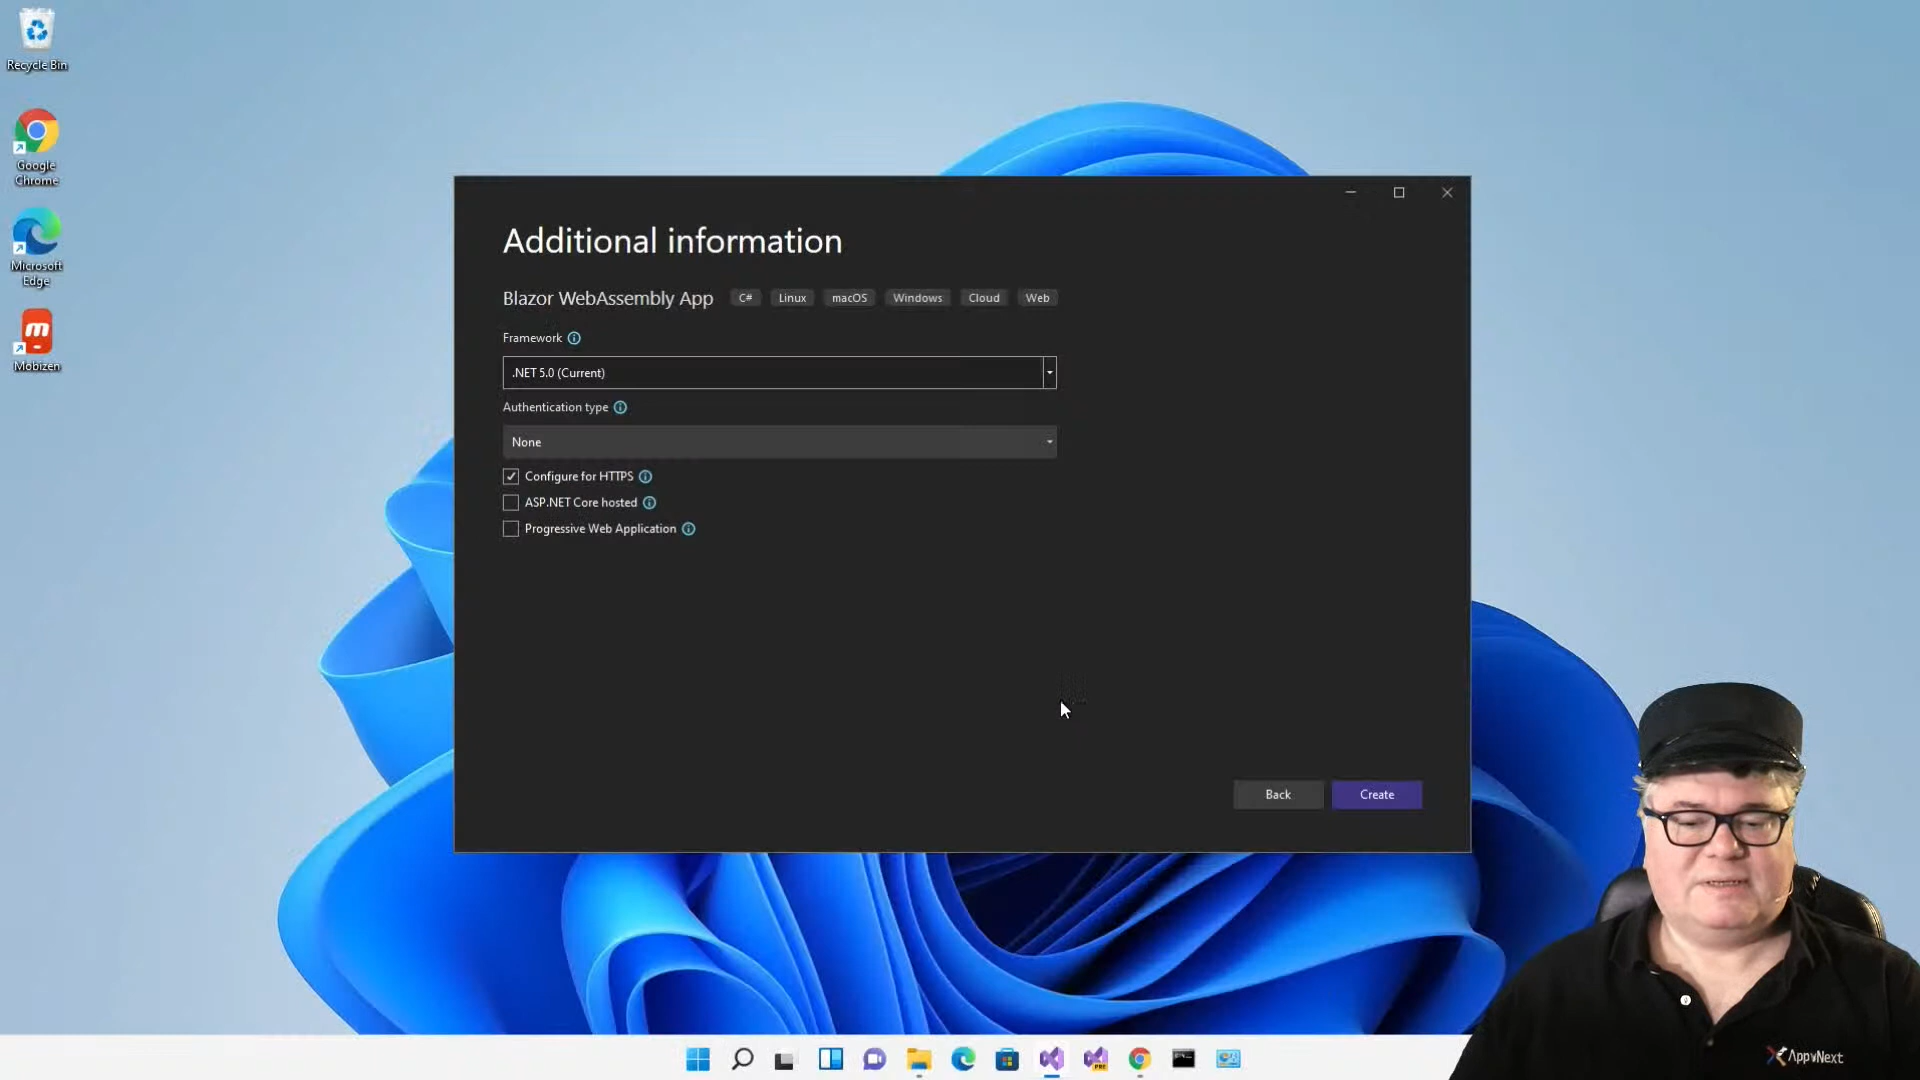 Recycle Bin
Google
Chrome
Microsoft
Edge
Mobizen
Additional information
Blazor WebAssembly App C# Linux macOS Windows Cloud Web
Framework
.NET 5.0 (Current)
Authentication type
None
Configure for HTTPS
ASP.NET Core hosted
Progressive Web Application
Back Create
PRE
AppvNext